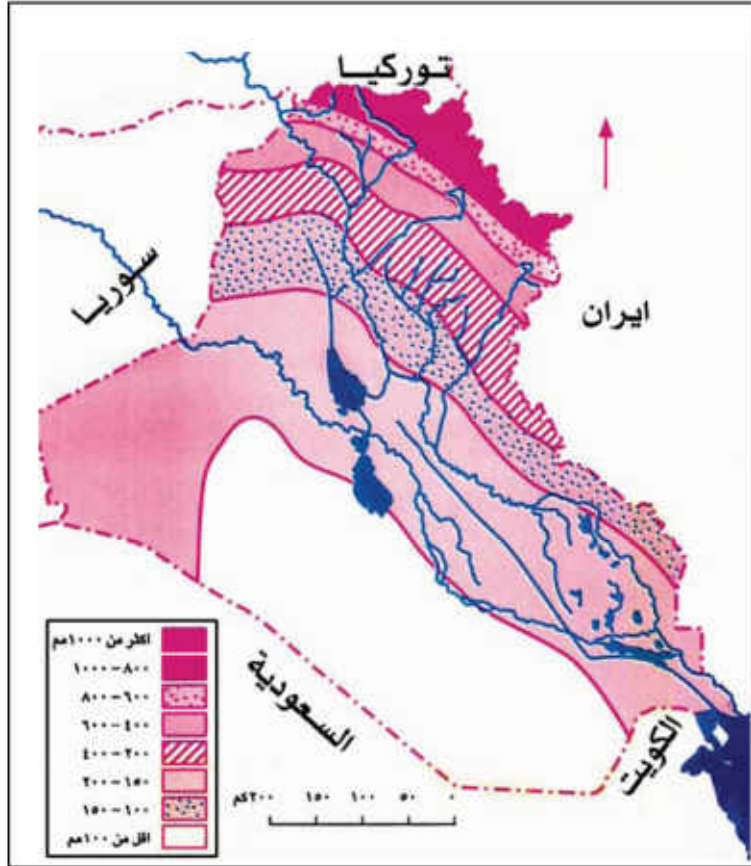 توركيا
سوريا
ايران
السعودية
الكويت
اكثر من ١٠٠٠مم
٨٠٠-١٠٠٠
٦٠٠-٨٠٠
٤٠٠-٦٠٠
٢٠٠-٤٠٠
١٥٠-٢٠٠
١٠٠-١٥٠
اقل من ١٠٠مم
٢٠٠كم ١٥٠ ١٠٠ ٥٠ ٠